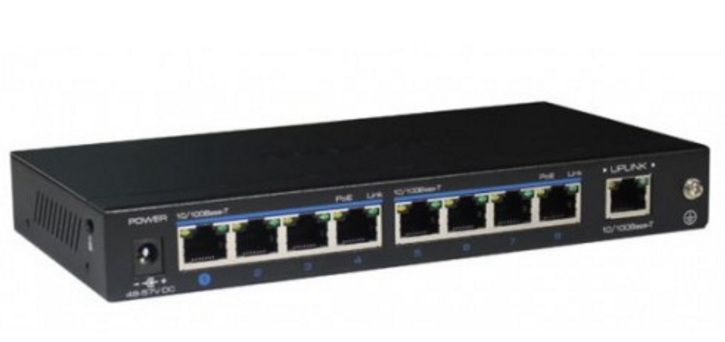 POWER
10/100Base-T
PoE Link
10/100Base-T
PoE Link
UPLINK
1 2 3 4 5 6 7 8
10/100Base-T
48-57V DC